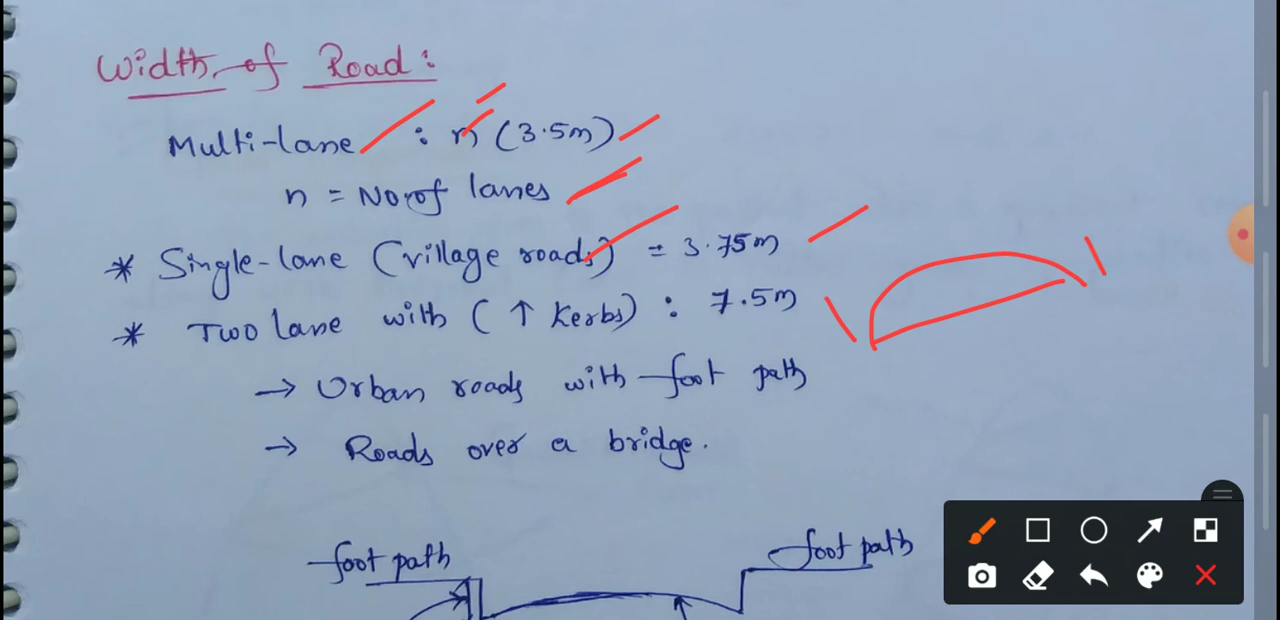 Width of Road:
Multi-lane : n (3.5m)
n = No. of lanes
* Single-lane (village roads) = 3.75m
* Two lane with (↑ Kerbs) : 7.5m
→ Urban roads with foot path
→ Roads over a bridge.
foot path
foot path